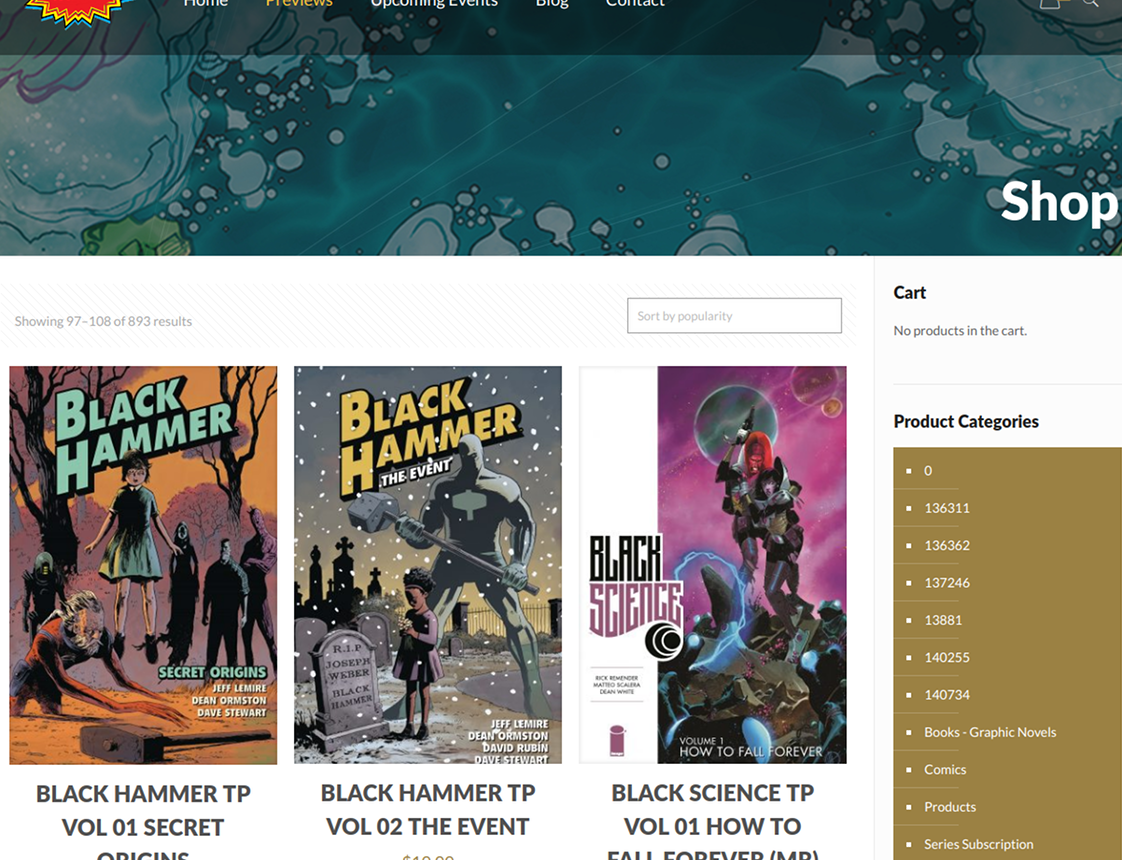 Home Previews Upcoming Events Blog Contact
Shop
Showing 97–108 of 893 results
Sort by popularity
BLACK
HAMMER
SECRET ORIGINS
JEFF LEMIRE
DEAN ORMSTON
DAVE STEWART
BLACK HAMMER TP
VOL 01 SECRET
ORIGINS
BLACK
HAMMER
THE EVENT
R.I.P
JOSEPH
WEBER
BLACK
HAMMER
JEFF LEMIRE
DEAN ORMSTON
DAVID RUBÍN
DAVE STEWART
BLACK HAMMER TP
VOL 02 THE EVENT
BLACK
SCIENCE
RICK REMENDER
MATTEO SCALERA
DEAN WHITE
VOLUME 1
HOW TO FALL FOREVER
BLACK SCIENCE TP
VOL 01 HOW TO
FALL FOREVER (MR)
Cart
No products in the cart.
Product Categories
0
136311
136362
137246
13881
140255
140734
Books - Graphic Novels
Comics
Products
Series Subscription